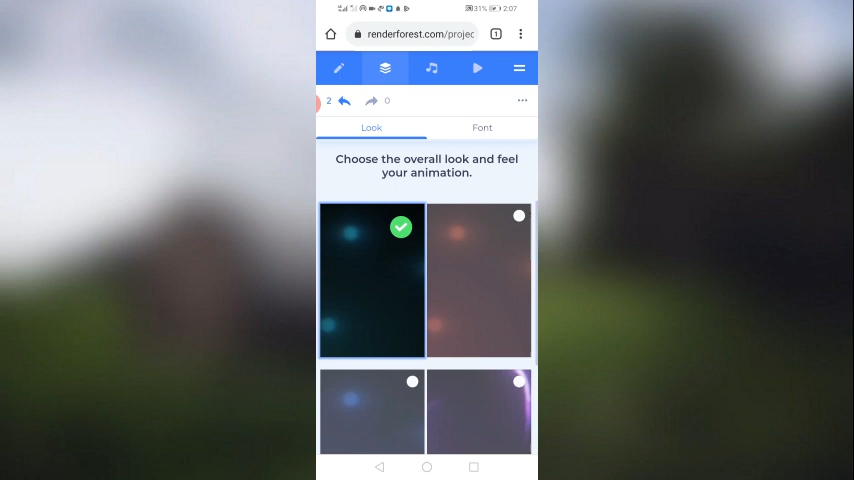 31% 2:07
renderforest.com/projec
1
2
0
Look
Font
Choose the overall look and feel
your animation.